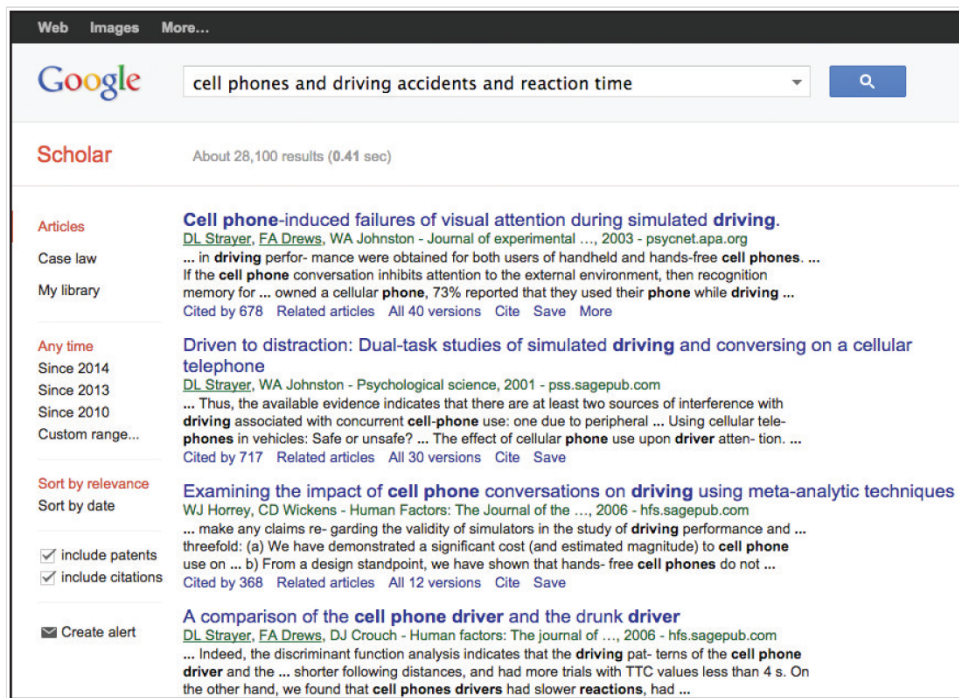 Web Images More...
Google
cell phones and driving accidents and reaction time
Scholar
About 28,100 results (0.41 sec)
Articles
Case law
My library
Any time
Since 2014
Since 2013
Since 2010
Custom range...
Sort by relevance
Sort by date
include patents
include citations
Create alert
Cell phone-induced failures of visual attention during simulated driving.
DL Strayer, FA Drews, WA Johnston - Journal of experimental ..., 2003 - psycnet.apa.org
... in driving perfor- mance were obtained for both users of handheld and hands-free cell phones. ...
If the cell phone conversation inhibits attention to the external environment, then recognition
memory for ... owned a cellular phone, 73% reported that they used their phone while driving ...
Cited by 678 Related articles All 40 versions Cite Save More
Driven to distraction: Dual-task studies of simulated driving and conversing on a cellular
telephone
DL Strayer, WA Johnston - Psychological science, 2001 - pss.sagepub.com
... Thus, the available evidence indicates that there are at least two sources of interference with
driving associated with concurrent cell-phone use: one due to peripheral ... Using cellular tele-
phones in vehicles: Safe or unsafe? ... The effect of cellular phone use upon driver atten- tion. ...
Cited by 717 Related articles All 30 versions Cite Save
Examining the impact of cell phone conversations on driving using meta-analytic techniques
WJ Horrey, CD Wickens - Human Factors: The Journal of the ..., 2006 - hfs.sagepub.com
... make any claims re- garding the validity of simulators in the study of driving performance and ...
threefold: (a) We have demonstrated a significant cost (and estimated magnitude) to cell phone
use on ... b) From a design standpoint, we have shown that hands- free cell phones do not ...
Cited by 368 Related articles All 12 versions Cite Save
A comparison of the cell phone driver and the drunk driver
DL Strayer, FA Drews, DJ Crouch - Human factors: The journal of ..., 2006 - hfs.sagepub.com
... Indeed, the discriminant function analysis indicates that the driving pat- terns of the cell phone
driver and the ... shorter following distances, and had more trials with TTC values less than 4 s. On
the other hand, we found that cell phones drivers had slower reactions, had ...